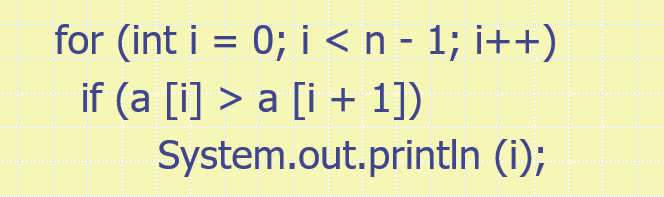 for (int i = 0; i < n - 1; i++)
if (a [i] > a [i + 1])
System.out.println (i);